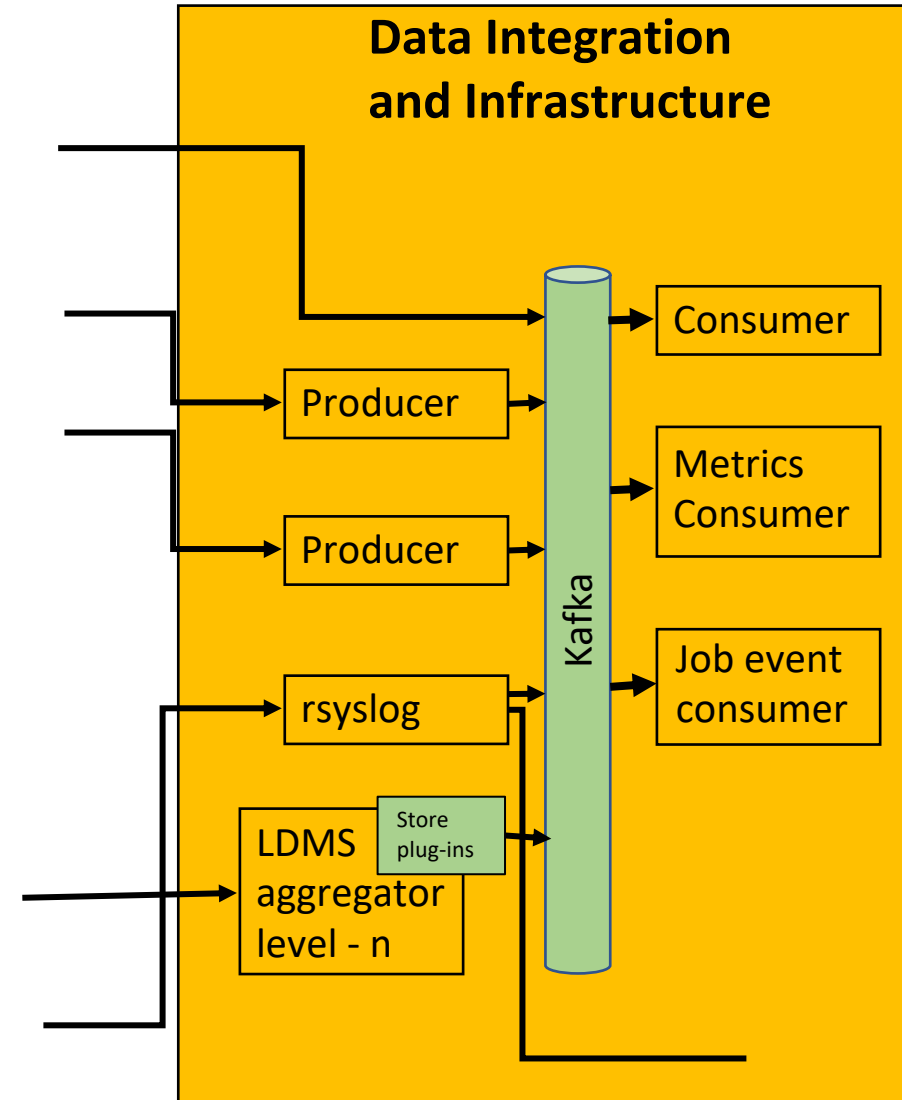 Data Integration
and Infrastructure
Consumer
Producer
Metrics
Consumer
Producer
Kafka
Job event
consumer
rsyslog
Store
plug-ins
LDMS
aggregator
level - n